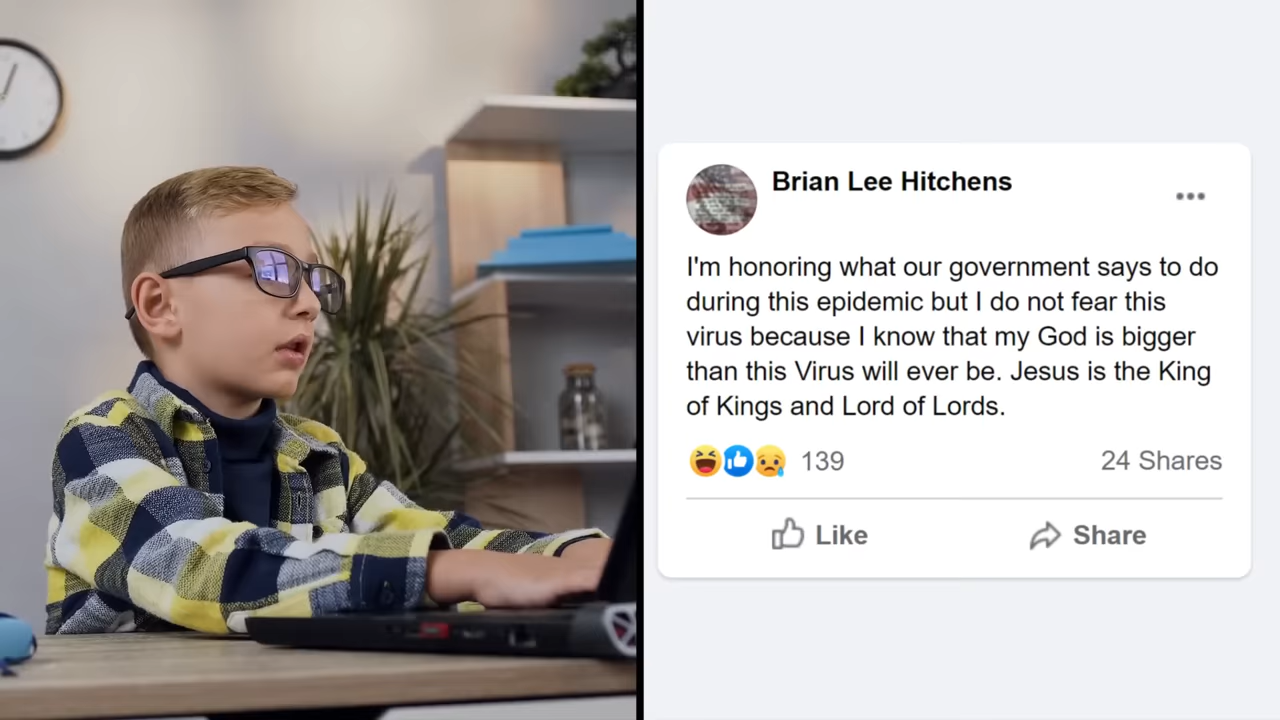 Brian Lee Hitchens
I'm honoring what our government says to do
during this epidemic but I do not fear this
virus because I know that my God is bigger
than this Virus will ever be. Jesus is the King
of Kings and Lord of Lords.
139
24 Shares
Like
Share